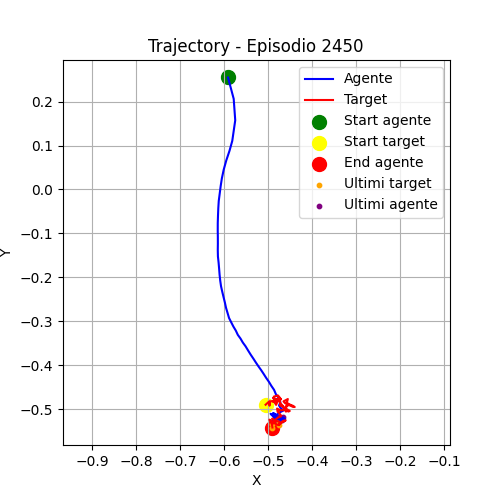 Trajectory - Episodio 2450
Agente
Target
Start agente
Start target
End agente
Ultimi target
Ultimi agente
Y
0.2
0.1
0.0
−0.1
−0.2
−0.3
−0.4
−0.5
−0.9 −0.8 −0.7 −0.6 −0.5 −0.4 −0.3 −0.2 −0.1
X